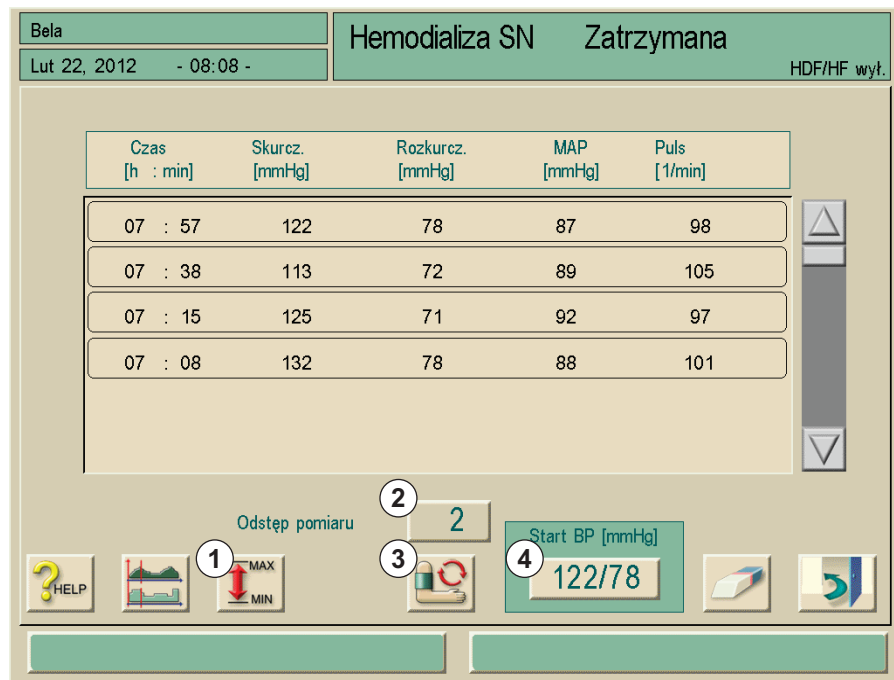 Bela
Lut 22, 2012 - 08:08 -
Hemodializa SN Zatrzymana
HDF/HF wył.
Czas Skurcz. Rozkurcz. MAP Puls
[h : min] [mmHg] [mmHg] [mmHg] [1/min]
07 : 57 122 78 87 98
07 : 38 113 72 89 105
07 : 15 125 71 92 97
07 : 08 132 78 88 101
2
Odstęp pomiaru 2
Start BP [mmHg]
1 3 4
HELP MAX 122/78
MIN